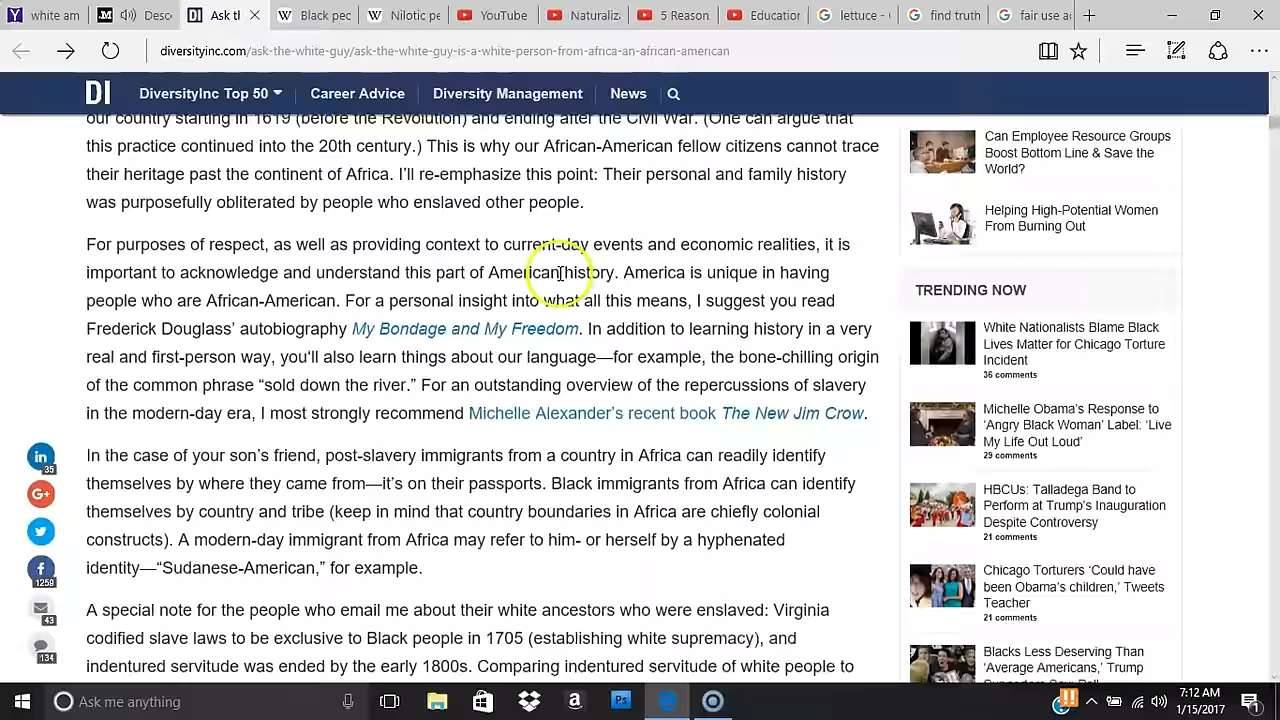 white am
Desc
Ask th
Black pec
Nilotic pe
YouTube
Naturaliz
5 Reason
Education
lettuce - G
find truth
fair use ac
diversityinc.com/ask-the-white-guy/ask-the-white-guy-is-a-white-person-from-africa-an-african-american
DI
DiversityInc Top 50
Career Advice
Diversity Management
News
our country starting in 1619 (before the Revolution) and ending after the Civil War. (One can argue that
this practice continued into the 20th century.) This is why our African-American fellow citizens cannot trace
their heritage past the continent of Africa. I'll re-emphasize this point: Their personal and family history
was purposefully obliterated by people who enslaved other people.
For purposes of respect, as well as providing context to current-day events and economic realities, it is
important to acknowledge and understand this part of American history. America is unique in having
people who are African-American. For a personal insight into what all this means, I suggest you read
Frederick Douglass' autobiography My Bondage and My Freedom. In addition to learning history in a very
real and first-person way, you'll also learn things about our language—for example, the bone-chilling origin
of the common phrase “sold down the river.” For an outstanding overview of the repercussions of slavery
in the modern-day era, I most strongly recommend Michelle Alexander's recent book The New Jim Crow.
In the case of your son's friend, post-slavery immigrants from a country in Africa can readily identify
themselves by where they came from—it's on their passports. Black immigrants from Africa can identify
themselves by country and tribe (keep in mind that country boundaries in Africa are chiefly colonial
constructs). A modern-day immigrant from Africa may refer to him- or herself by a hyphenated
identity—“Sudanese-American,” for example.
A special note for the people who email me about their white ancestors who were enslaved: Virginia
codified slave laws to be exclusive to Black people in 1705 (establishing white supremacy), and
indentured servitude was ended by the early 1800s. Comparing indentured servitude of white people to
35
1259
43
134
Can Employee Resource Groups
Boost Bottom Line & Save the
World?
Helping High-Potential Women
From Burning Out
TRENDING NOW
White Nationalists Blame Black
Lives Matter for Chicago Torture
Incident
36 comments
Michelle Obama's Response to
‘Angry Black Woman’ Label: ‘Live
My Life Out Loud’
29 comments
HBCUs: Talladega Band to
Perform at Trump's Inauguration
Despite Controversy
21 comments
Chicago Torturers ‘Could have
been Obama's children,’ Tweets
Teacher
21 comments
Blacks Less Deserving Than
‘Average Americans,’ Trump
Ask me anything
7:12 AM
1/15/2017